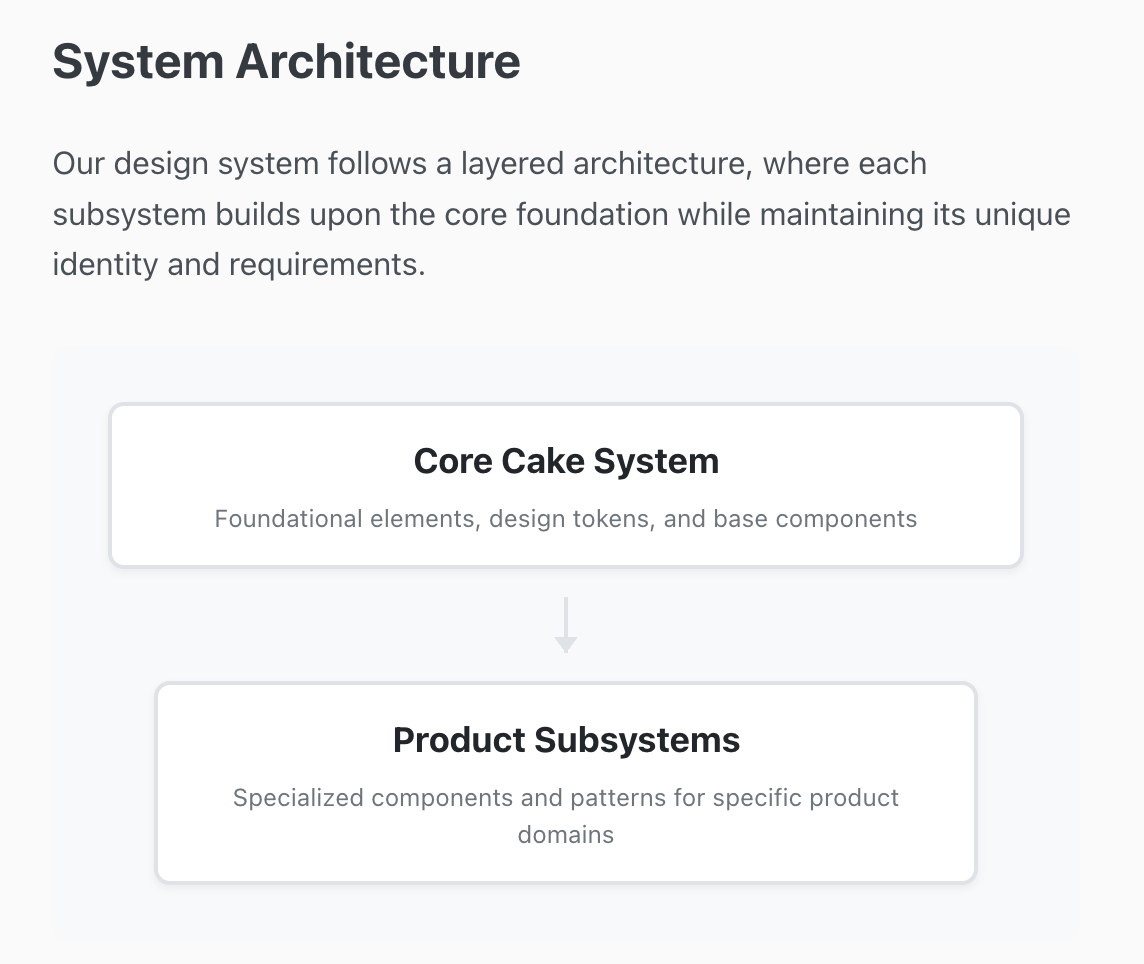 System Architecture
Our design system follows a layered architecture, where each
subsystem builds upon the core foundation while maintaining its unique
identity and requirements.
Core Cake System
Foundational elements, design tokens, and base components
Product Subsystems
Specialized components and patterns for specific product
domains